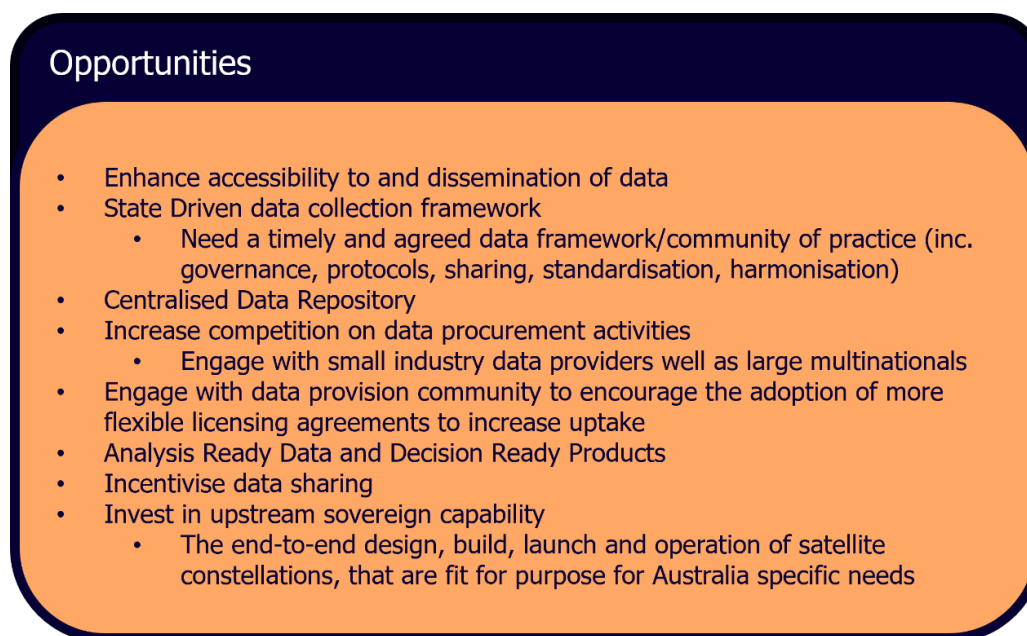 Opportunities
• Enhance accessibility to and dissemination of data
• State Driven data collection framework
• Need a timely and agreed data framework/community of practice (inc.
governance, protocols, sharing, standardisation, harmonisation)
• Centralised Data Repository
• Increase competition on data procurement activities
• Engage with small industry data providers well as large multinationals
• Engage with data provision community to encourage the adoption of more
flexible licensing agreements to increase uptake
• Analysis Ready Data and Decision Ready Products
• Incentivise data sharing
• Invest in upstream sovereign capability
• The end-to-end design, build, launch and operation of satellite
constellations, that are fit for purpose for Australia specific needs